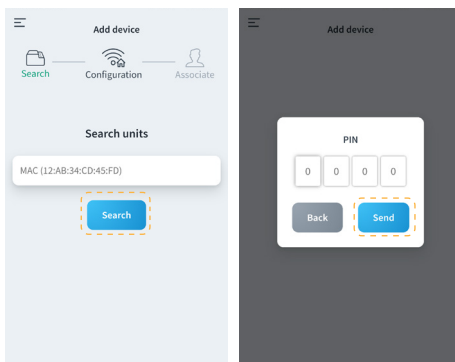 Add device
Search
Configuration
Associate
Search units
MAC (12:AB:34:CD:45:FD)
Search
Add device
PIN
0 0 0 0
Back
Send